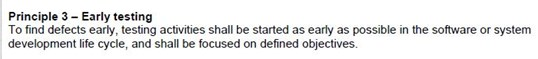 Principle 3 – Early testing
To find defects early, testing activities shall be started as early as possible in the software or system
development life cycle, and shall be focused on defined objectives.